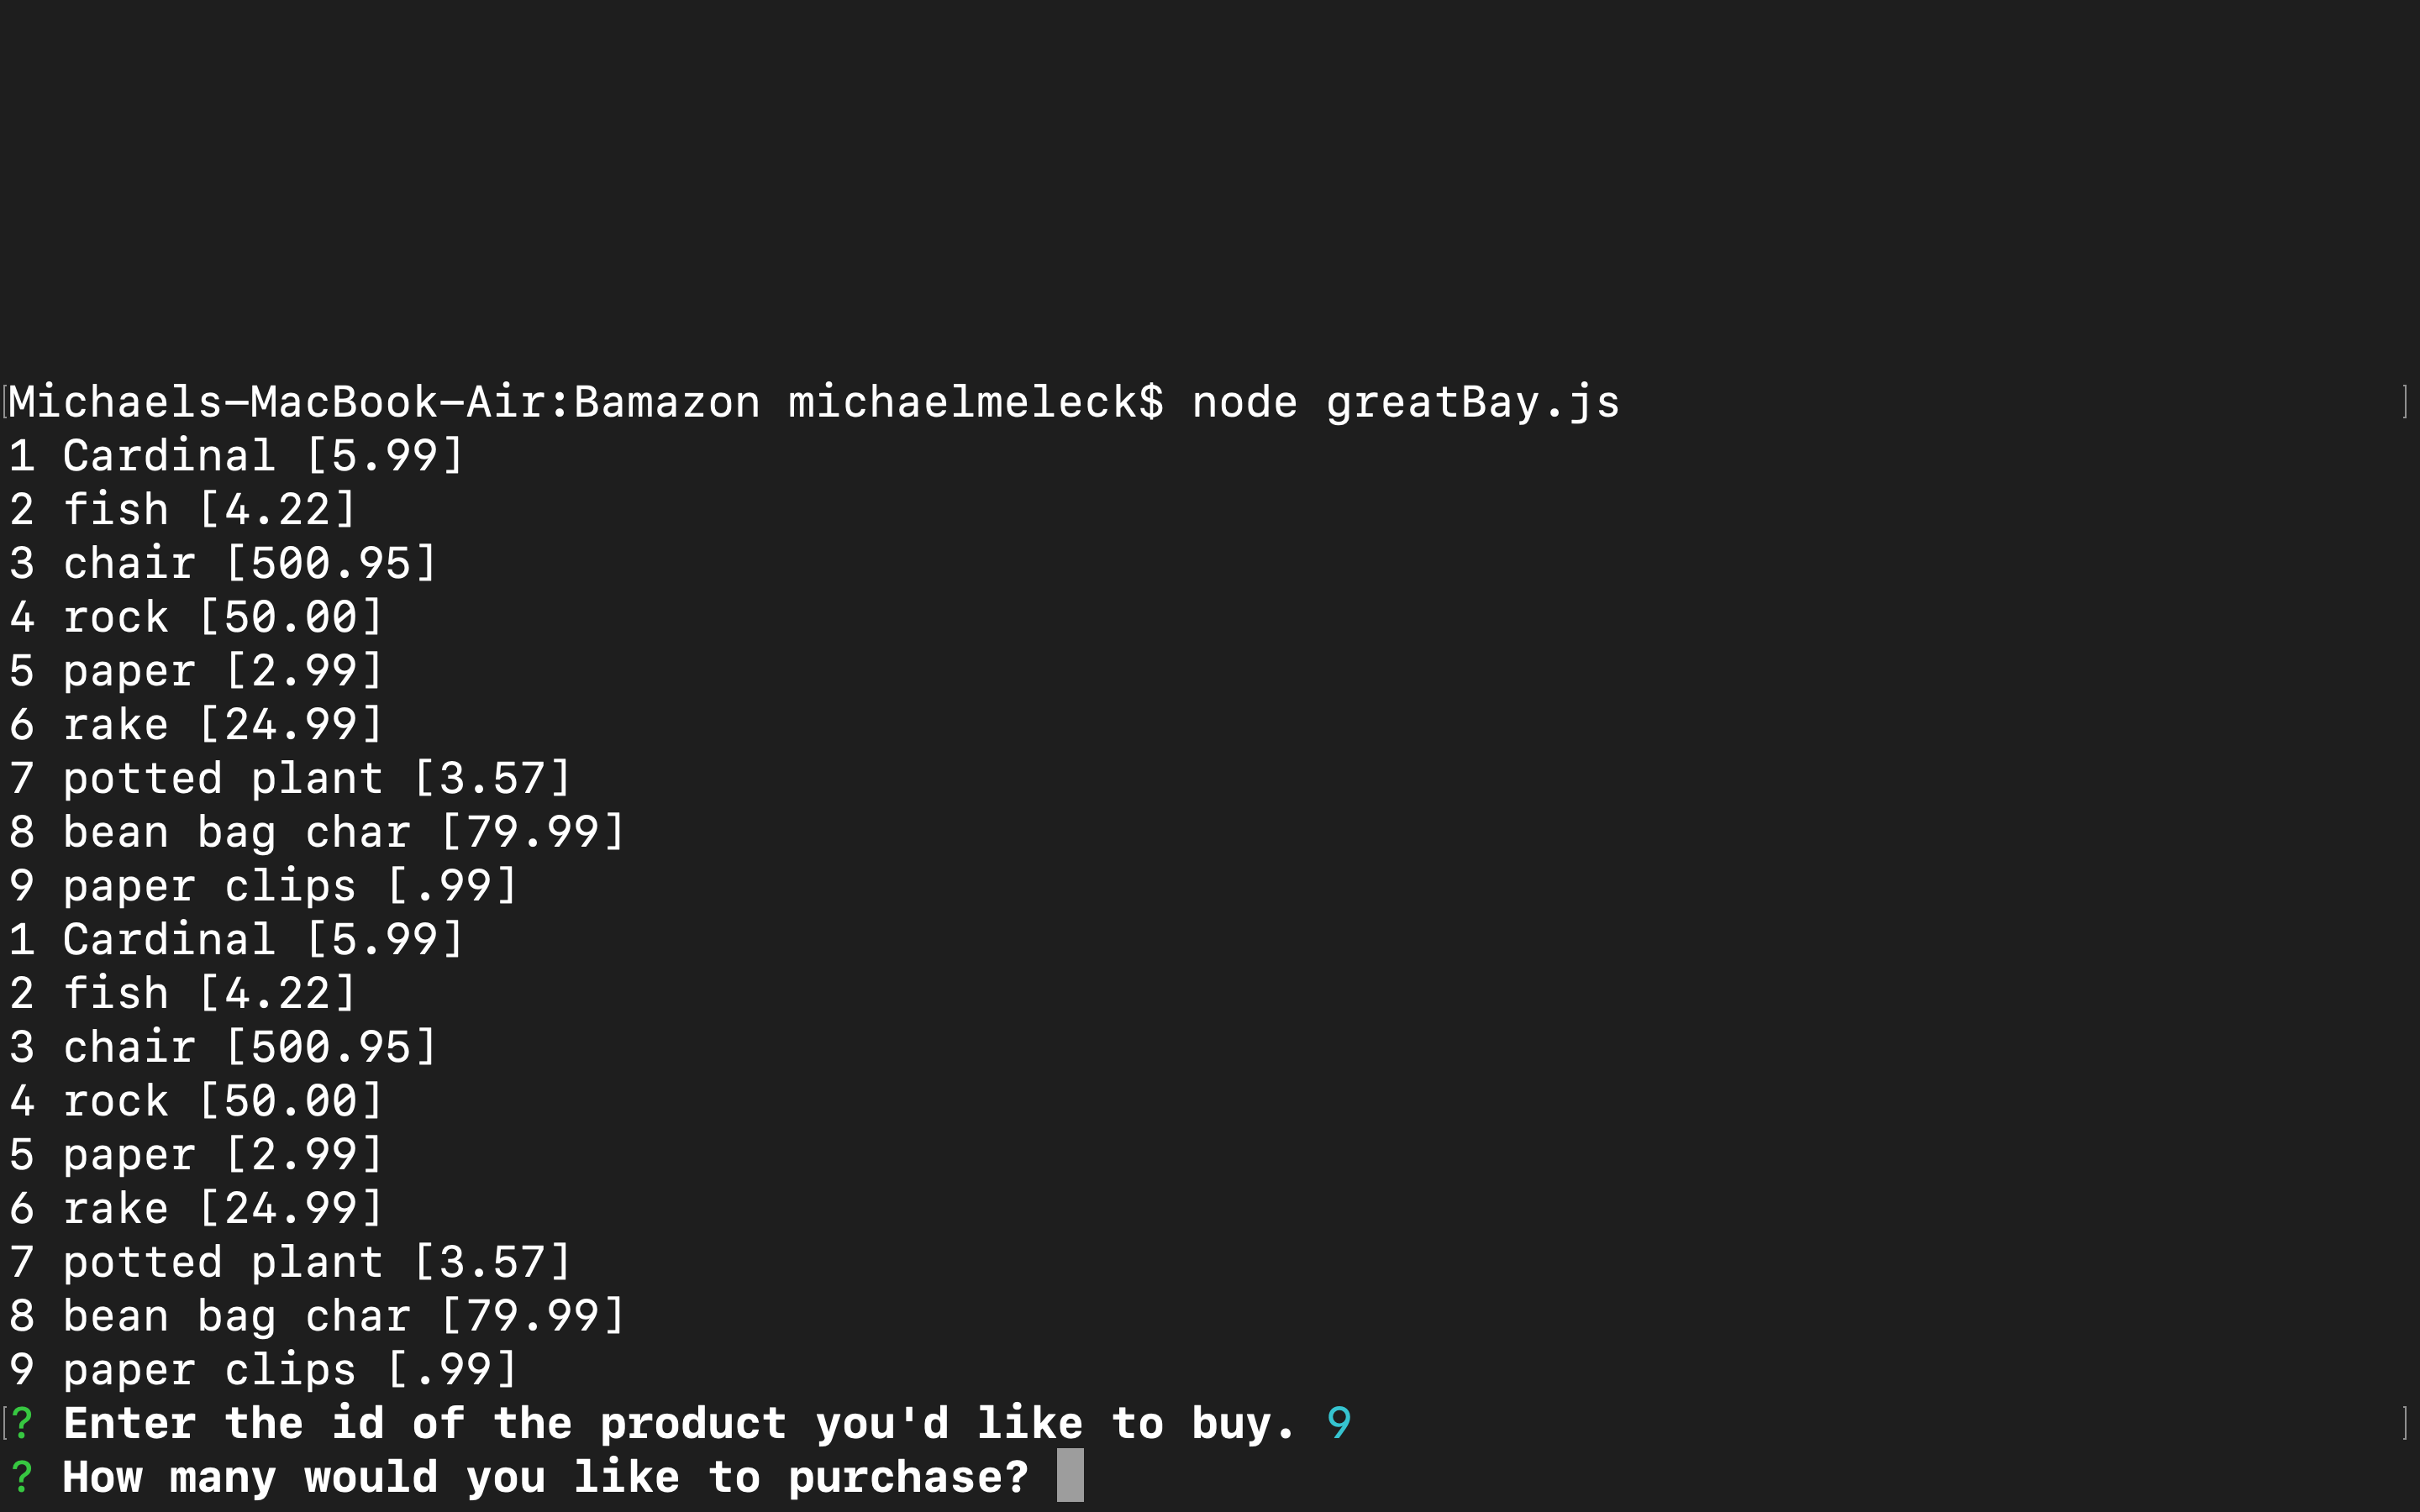 [Michaels-MacBook-Air:Bamazon michaelmeleck$ node greatBay.js ]
1 Cardinal [5.99]
2 fish [4.22]
3 chair [500.95]
4 rock [50.00]
5 paper [2.99]
6 rake [24.99]
7 potted plant [3.57]
8 bean bag char [79.99]
9 paper clips [.99]
1 Cardinal [5.99]
2 fish [4.22]
3 chair [500.95]
4 rock [50.00]
5 paper [2.99]
6 rake [24.99]
7 potted plant [3.57]
8 bean bag char [79.99]
9 paper clips [.99]
[? Enter the id of the product you'd like to buy. 9 ]
? How many would you like to purchase?